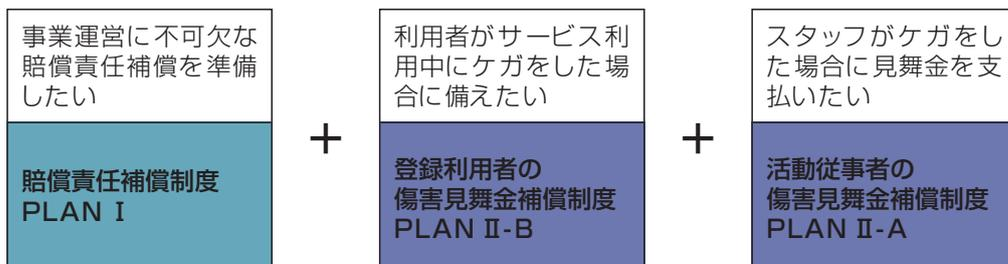 事業運営に不可欠な
賠償責任補償を準備
したい
賠償責任補償制度
PLAN Ⅰ
+
利用者がサービス利
用中にケガをした場
合に備えたい
登録利用者の
傷害見舞金補償制度
PLAN Ⅱ-B
+
スタッフがケガをし
た場合に見舞金を支
払いたい
活動従事者の
傷害見舞金補償制度
PLAN Ⅱ-A